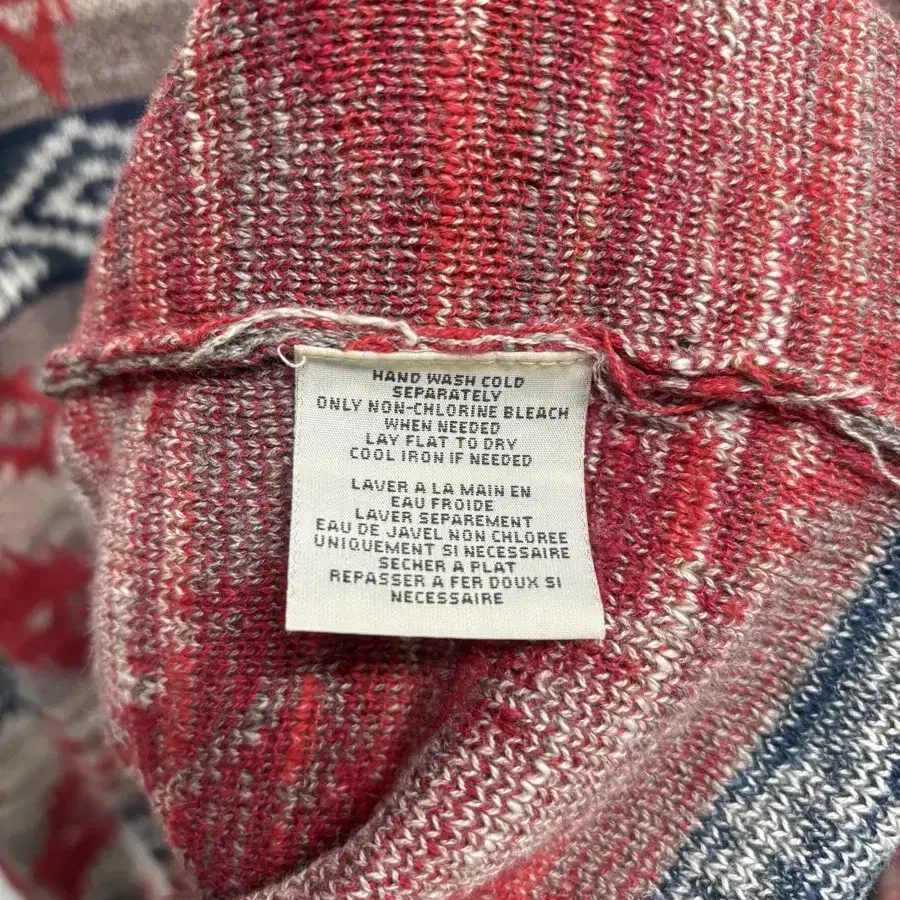 HAND WASH COLD
SEPARATELY
ONLY NON-CHLORINE BLEACH
WHEN NEEDED
LAY FLAT TO DRY
COOL IRON IF NEEDED
LAVER A LA MAIN EN
EAU FROIDE
LAVER SEPAREMENT
EAU DE JAVEL NON CHLOREE
UNIQUEMENT SI NECESSAIRE
SECHER A PLAT
REPASSER A FER DOUX SI
NECESSAIRE